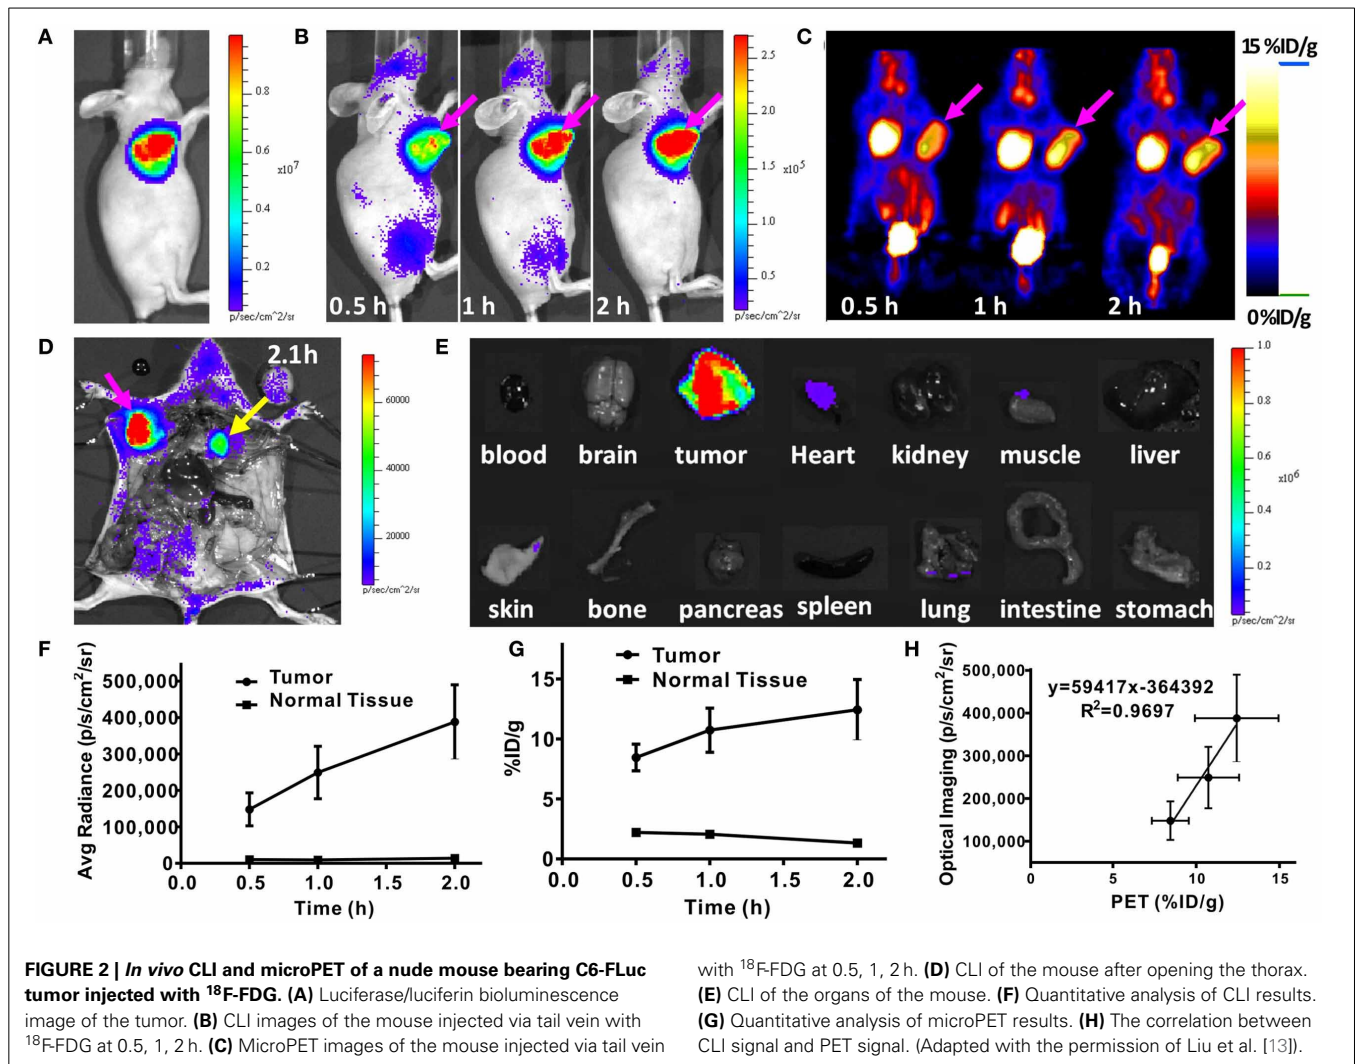 A
0.8
0.6
x10^7
0.4
0.2
p/sec/cm^2/sr
B
0.5 h
1 h
2 h
2.5
2.0
1.5
x10^5
1.0
0.5
p/sec/cm^2/sr
C
0.5 h
1 h
2 h
15 %ID/g
0%ID/g
D
2.1h
60000
40000
20000
p/sec/cm^2/sr
E
blood brain tumor Heart kidney muscle liver
skin bone pancreas spleen lung intestine stomach
1.0
0.8
0.6
x10^6
0.4
0.2
p/sec/cm^2/sr
F
Avg Radiance (p/s/cm²/sr)
500,000
400,000
300,000
200,000
100,000
0
Tumor
Normal Tissue
0.0 0.5 1.0 2.0
Time (h)
G
%ID/g
15
10
5
0
Tumor
Normal Tissue
0.0 0.5 1.0 2.0
Time (h)
H
Optical Imaging (p/s/cm²/sr)
500,000
400,000
300,000
200,000
100,000
y=59417x-364392
R²=0.9697
0 5 10 15
PET (%ID/g)
FIGURE 2 | In vivo CLI and microPET of a nude mouse bearing C6-FLuc
tumor injected with ¹⁸F-FDG. (A) Luciferase/luciferin bioluminescence
image of the tumor. (B) CLI images of the mouse injected via tail vein with
¹⁸F-FDG at 0.5, 1, 2 h. (C) MicroPET images of the mouse injected via tail vein
with ¹⁸F-FDG at 0.5, 1, 2 h. (D) CLI of the mouse after opening the thorax.
(E) CLI of the organs of the mouse. (F) Quantitative analysis of CLI results.
(G) Quantitative analysis of microPET results. (H) The correlation between
CLI signal and PET signal. (Adapted with the permission of Liu et al. [13]).